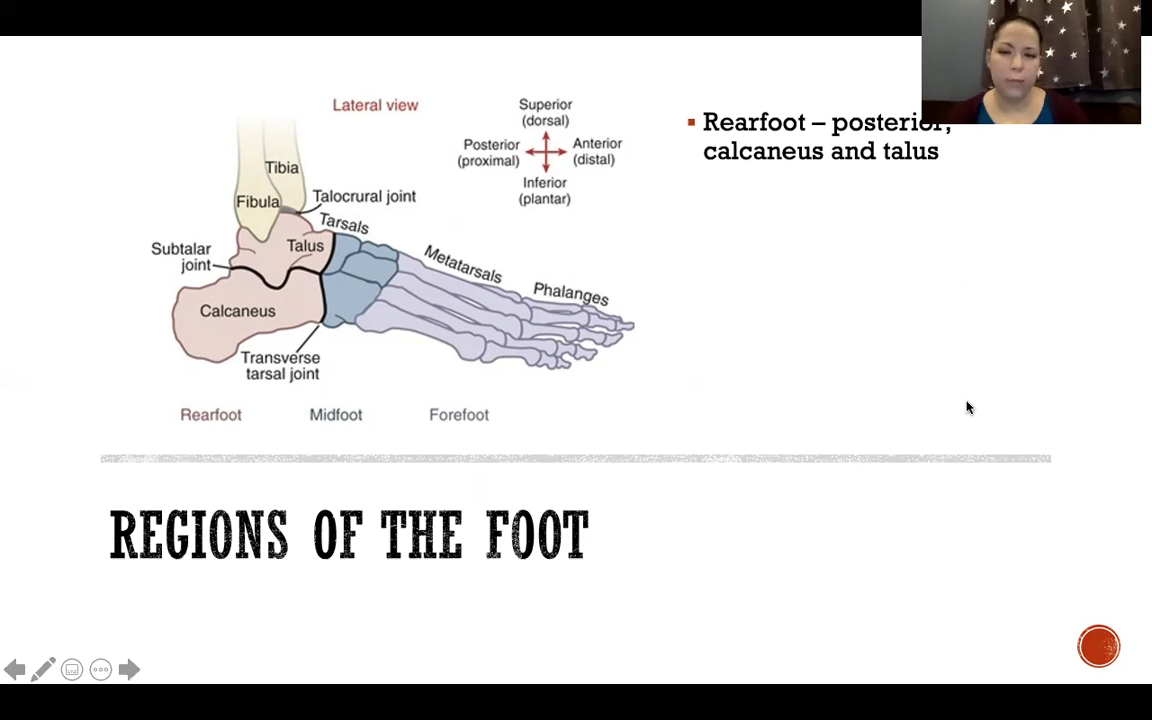 Lateral view
Superior
(dorsal)
Posterior
(proximal)
Anterior
(distal)
Inferior
(plantar)
Tibia
Fibula
Talocrural joint
Tarsals
Subtalar
joint
Talus
Metatarsals
Phalanges
Calcaneus
Transverse
tarsal joint
Rearfoot
Midfoot
Forefoot
Rearfoot – posterior,
calcaneus and talus
REGIONS OF THE FOOT